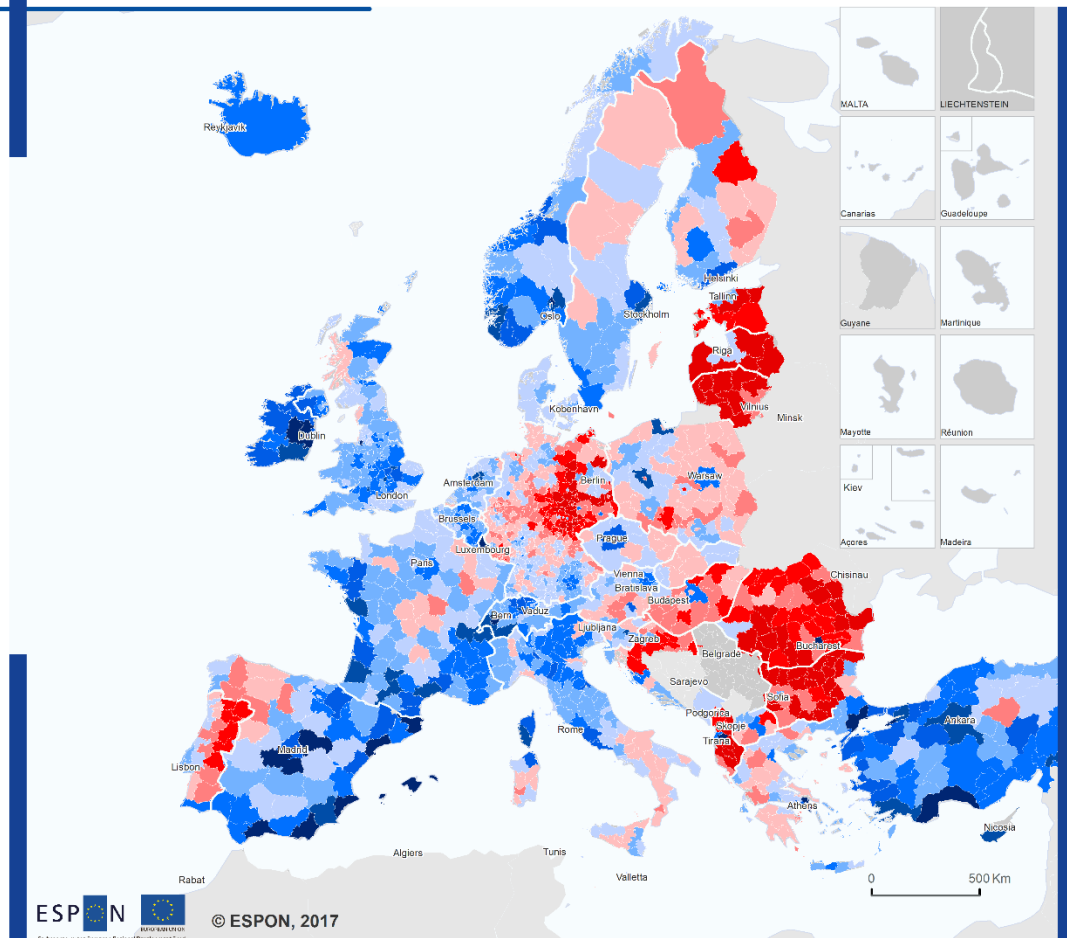 MALTA
LIECHTENSTEIN
Reykjavik
Canarias
Guadeloupe
Helsinki
Tallinn
Oslo
Stockholm
Guyane
Martinique
Riga
Vilnius
Minsk
Kobenhavn
Mayotte
Réunion
Dublin
Amsterdam
Berlin
Warsaw
London
Kiev
Brussels
Prague
Luxembourg
Açores
Madeira
Paris
Vienna
Bratislava
Chisinau
Budapest
Bern
Vaduz
Ljubljana
Zagreb
Bucharest
Belgrade
Sarajevo
Sofia
Podgorica
Skopje
Ankara
Rome
Tirana
Madrid
Lisbon
Athens
Nicosia
Algiers
Tunis
Valletta
Rabat
0 500 Km
ESPON
EUROPEAN UNION
© ESPON, 2017